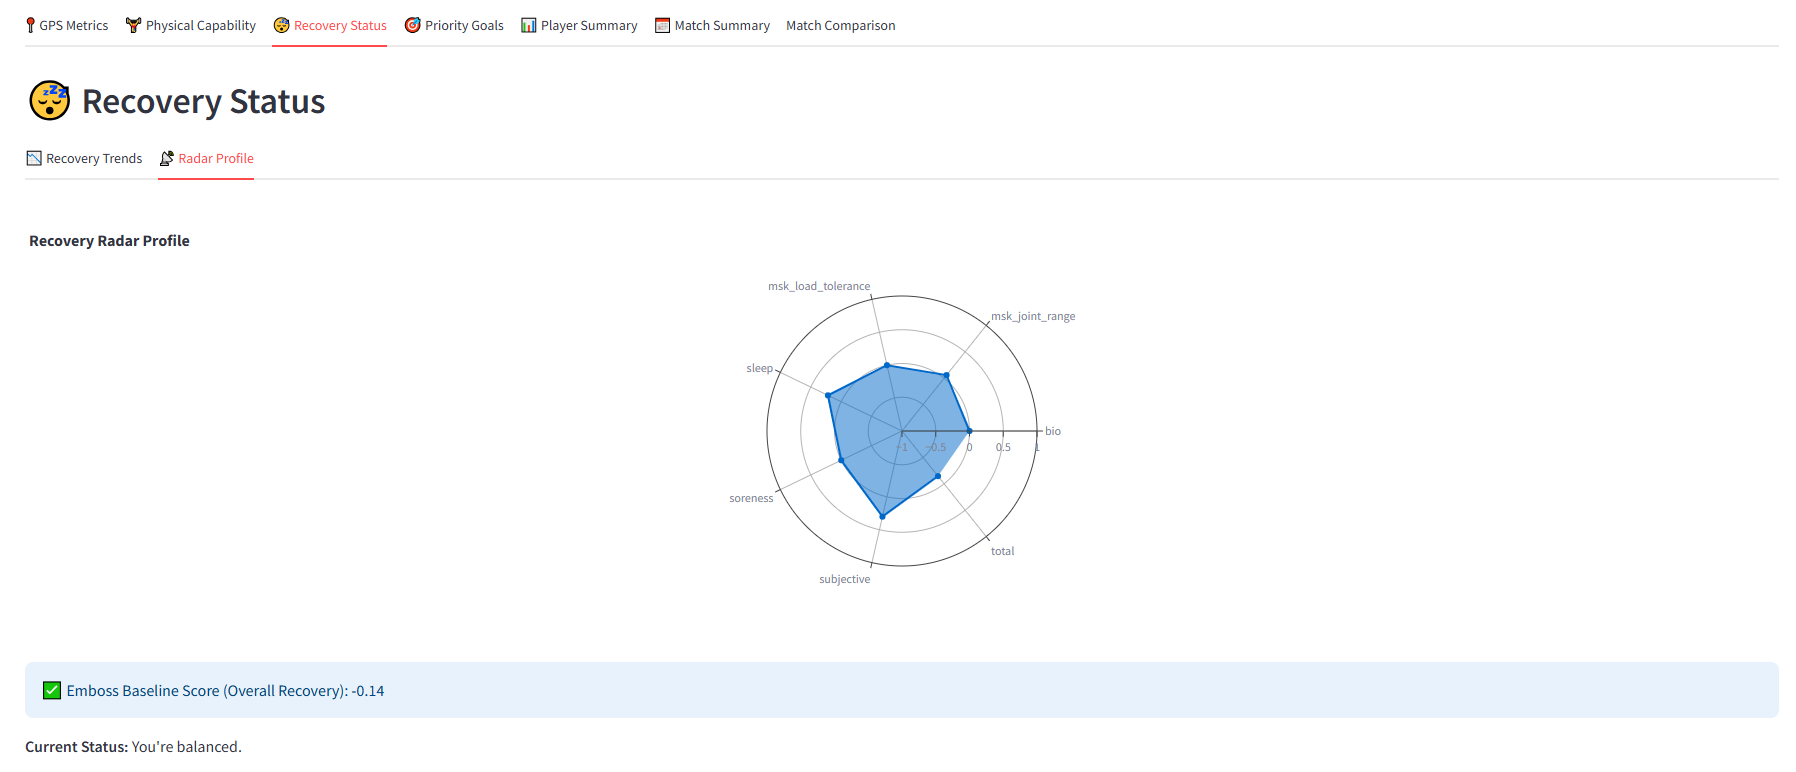 GPS Metrics Physical Capability Recovery Status Priority Goals Player Summary Match Summary Match Comparison
Recovery Status
Recovery Trends Radar Profile
Recovery Radar Profile
msk_load_tolerance
msk_joint_range
sleep
bio
−1 −0.5 0 0.5 1
soreness
total
subjective
Emboss Baseline Score (Overall Recovery): -0.14
Current Status: You're balanced.